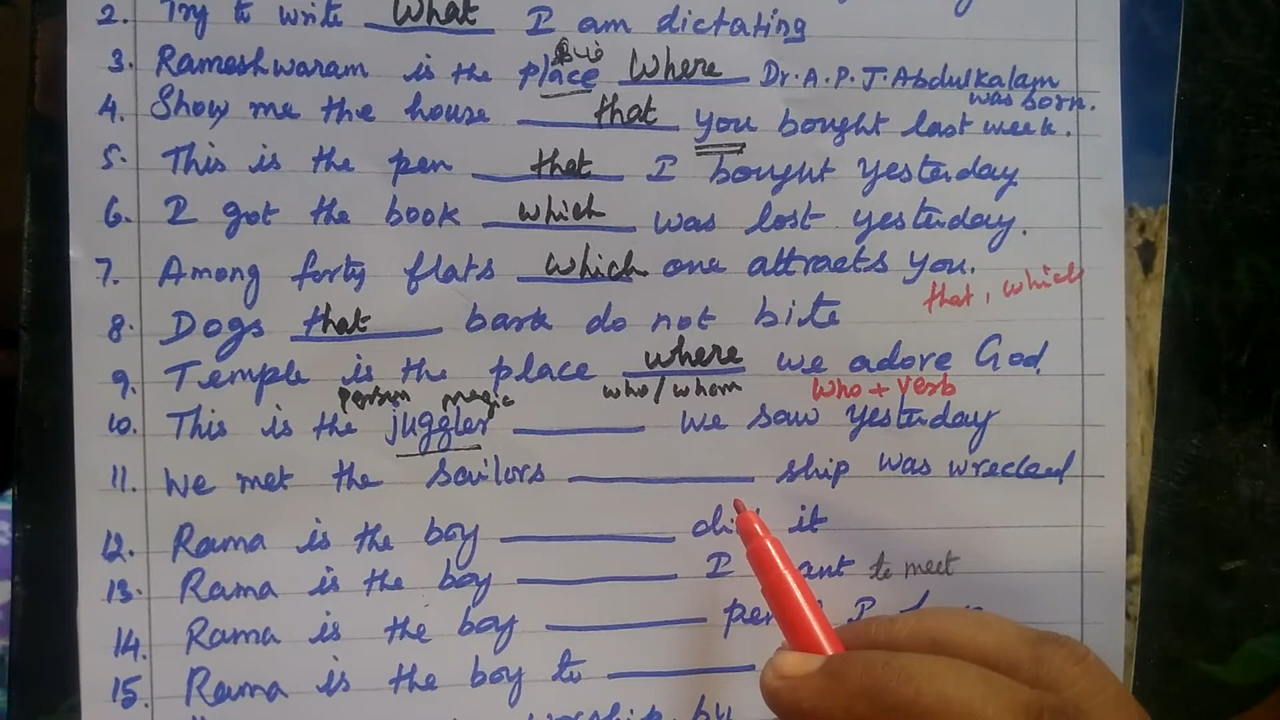 2. Try to write what I am dictating
3. Rameshwaram is the place Where Dr. A. P. J. Abdulkalam
was born.
4. Show me the house that you bought last week.
5. This is the pen that I bought yesterday.
6. I got the book which was lost yesterday.
7. Among forty flats which one attracts you.
that, which
8. Dogs that bark do not bite
9. Temple is the place where we adore God.
person magic who/whom who + verb
10. This is the juggler we saw yesterday
11. We met the sailors ship was wrecked
12. Rama is the boy it
13. Rama is the boy I to meet
14. Rama is the boy I
15. Rama is the boy to
by